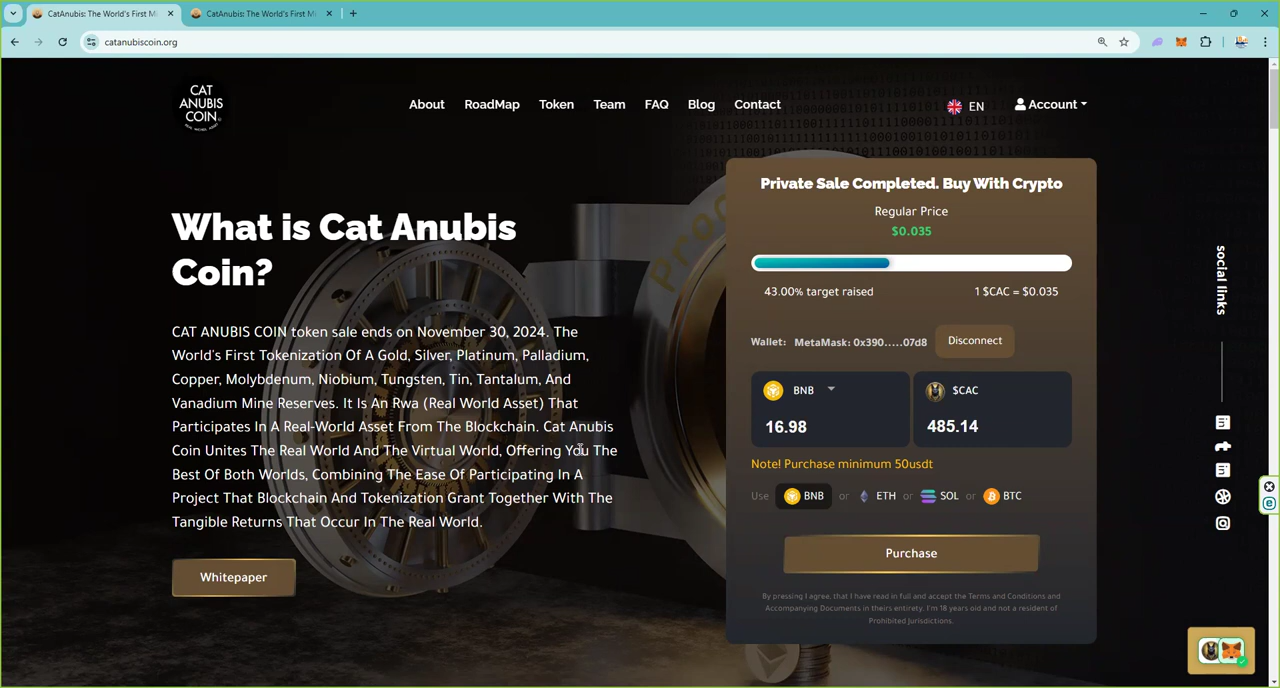 CatAnubis: The World's First Mi
CatAnubis: The World's First Mi
catanubiscoin.org
CAT
ANUBIS
COIN
About
RoadMap
Token
Team
FAQ
Blog
Contact
EN
Account
What is Cat Anubis
Coin?
CAT ANUBIS COIN token sale ends on November 30, 2024. The
World's First Tokenization Of A Gold, Silver, Platinum, Palladium,
Copper, Molybdenum, Niobium, Tungsten, Tin, Tantalum, And
Vanadium Mine Reserves. It Is An Rwa (Real World Asset) That
Participates In A Real-World Asset From The Blockchain. Cat Anubis
Coin Unites The Real World And The Virtual World, Offering You The
Best Of Both Worlds, Combining The Ease Of Participating In A
Project That Blockchain And Tokenization Grant Together With The
Tangible Returns That Occur In The Real World.
Whitepaper
Private Sale Completed. Buy With Crypto
Regular Price
$0.035
43.00% target raised
1 $CAC = $0.035
Wallet: MetaMask: 0x390.....07d8
Disconnect
BNB
16.98
$CAC
485.14
Note! Purchase minimum 50usdt
Use BNB or ETH or SOL or BTC
Purchase
By pressing I agree, that I have read in full and accept the Terms and Conditions and
Accompanying Documents in theirs entirety. I'm 18 years old and not a resident of
Prohibited Jurisdictions.
social links